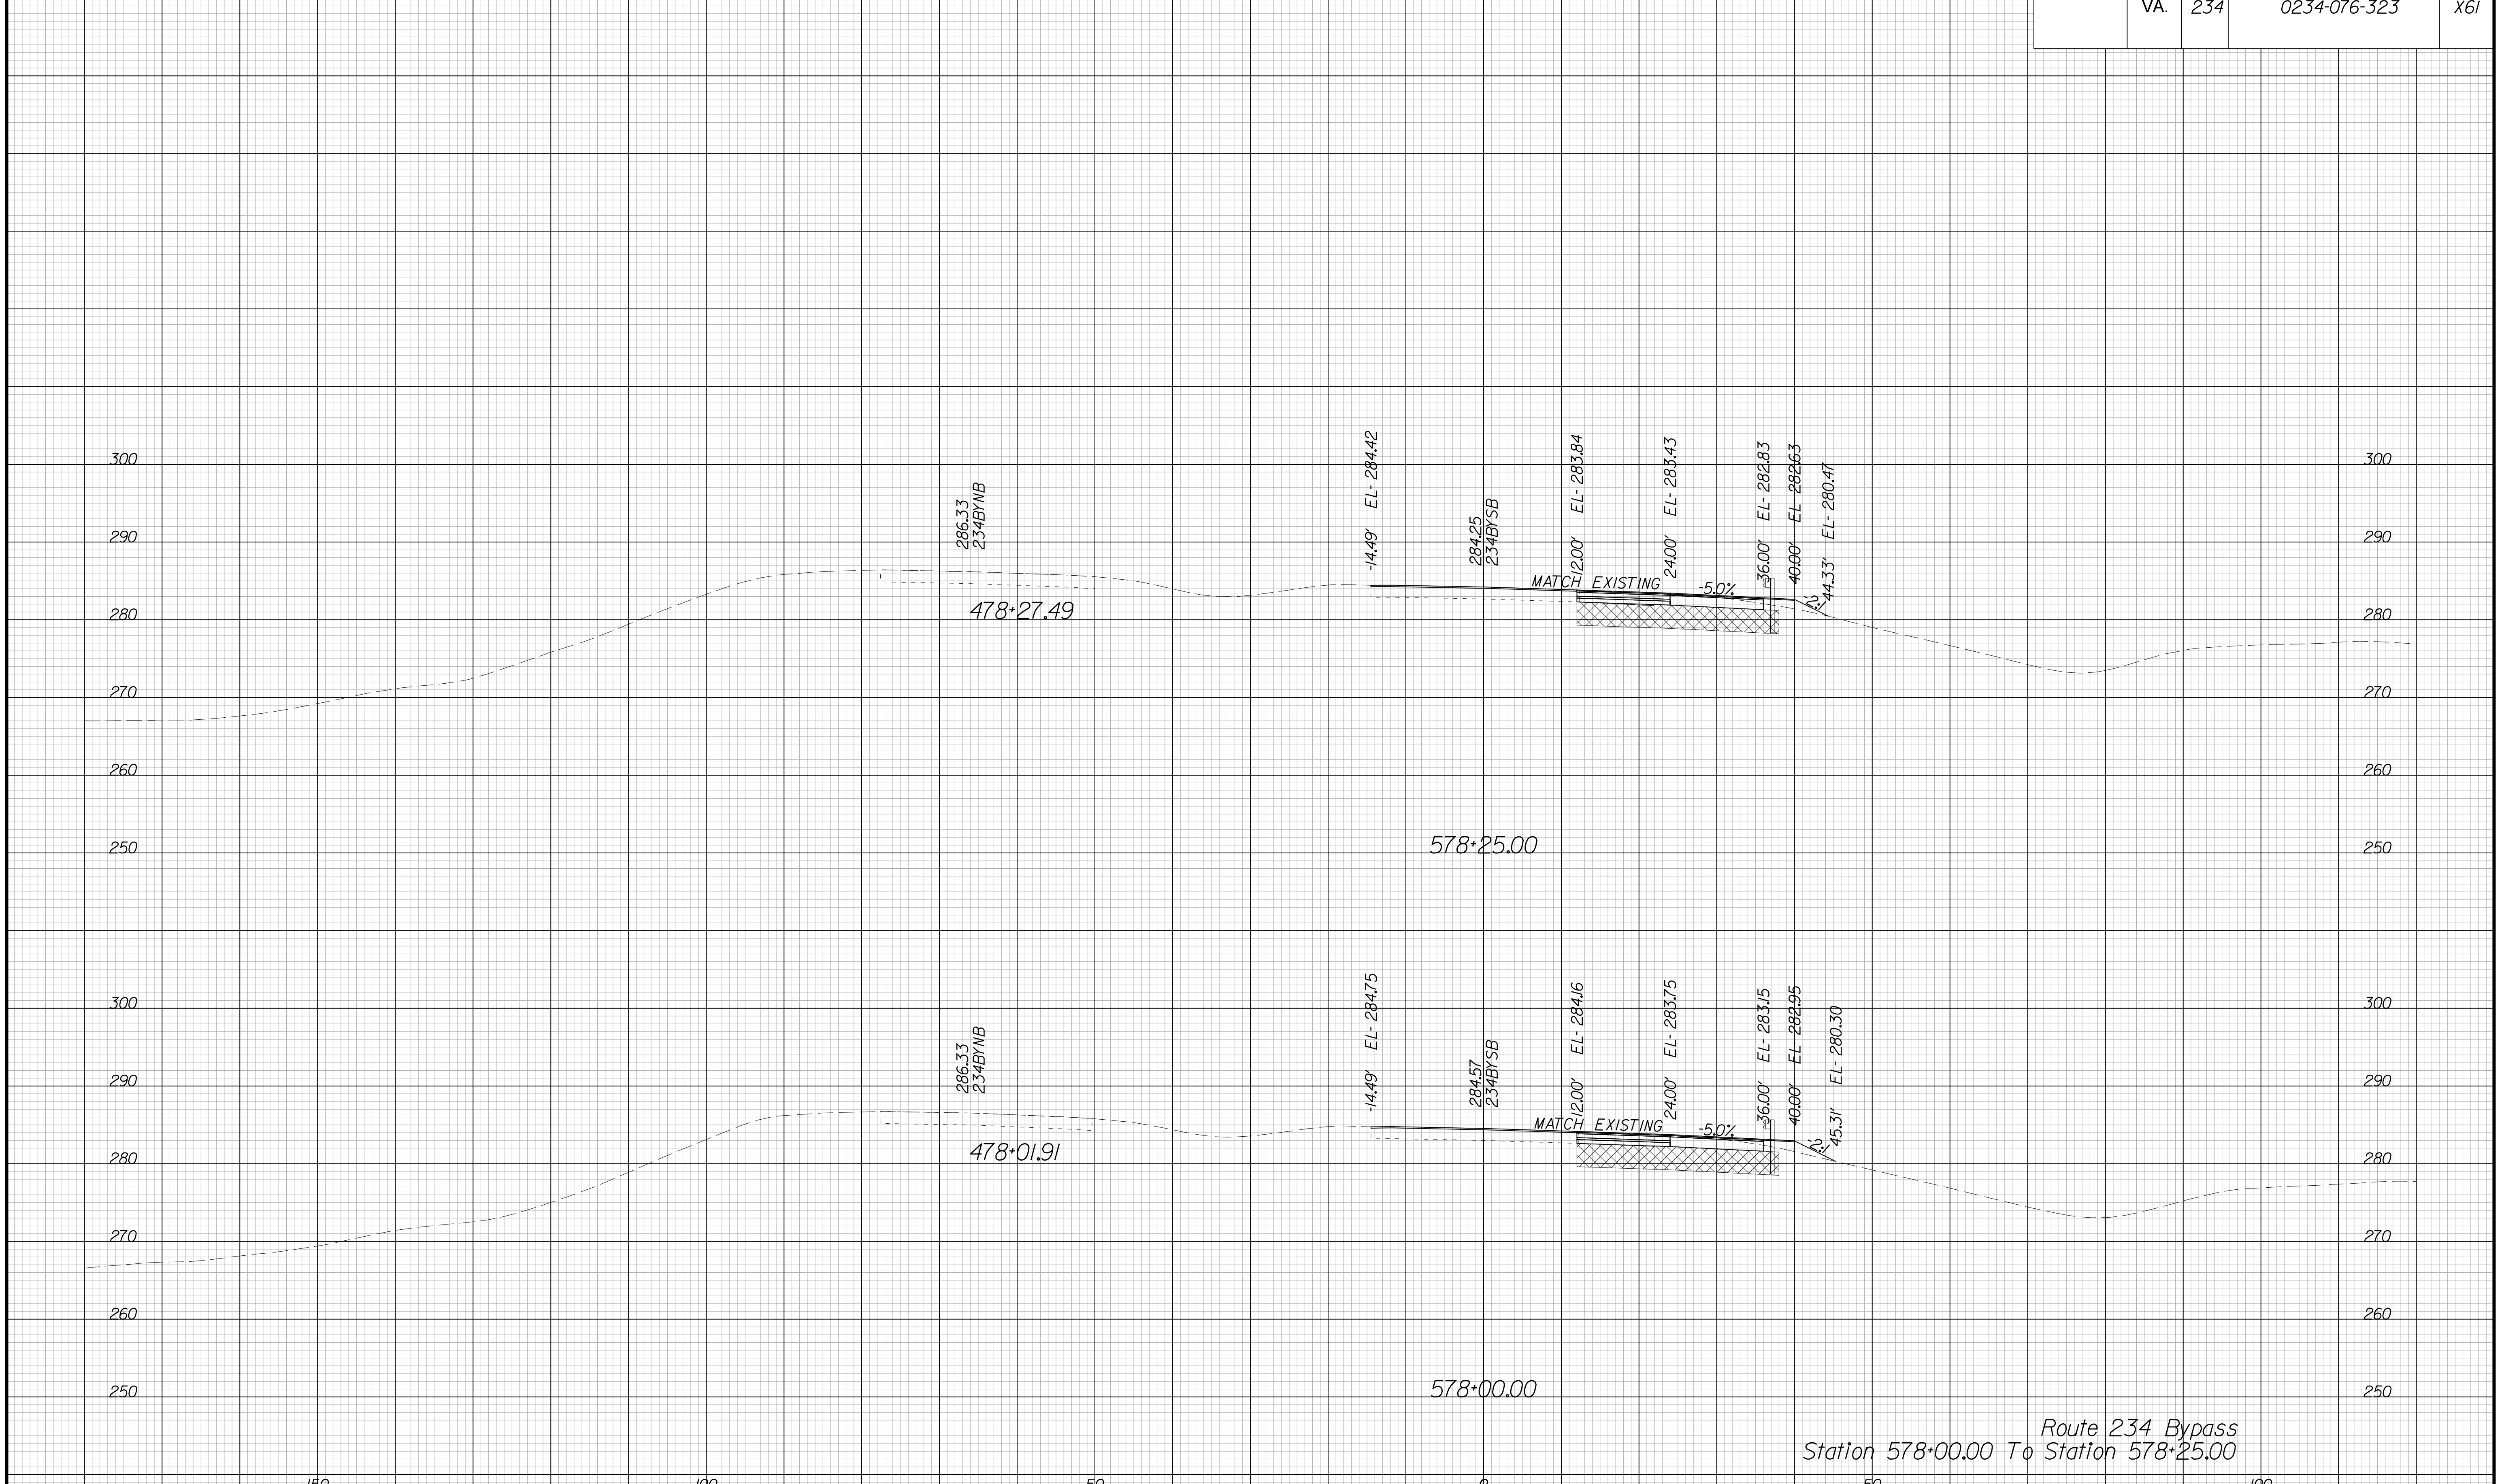 VA. 234 0234-076-323 X61
300 300
286.33
234BYNB
-14.49' EL- 284.42
284.25
234BYSB
12.00' EL- 283.84
24.00' EL- 283.43
36.00' EL- 282.83
40.00' EL- 282.63
44.33' EL- 280.47
290 290
MATCH EXISTING -5.0% -2:1
478+27.49
280 280
270 270
260 260
578+25.00
250 250
300 300
286.33
234BYNB
-14.49' EL- 284.75
284.57
234BYSB
12.00' EL- 284.16
24.00' EL- 283.75
36.00' EL- 283.15
40.00' EL- 282.95
45.31' EL- 280.30
290 290
MATCH EXISTING -5.0% -2:1
478+01.91
280 280
270 270
260 260
578+00.00
250 250
Route 234 Bypass
Station 578+00.00 To Station 578+25.00